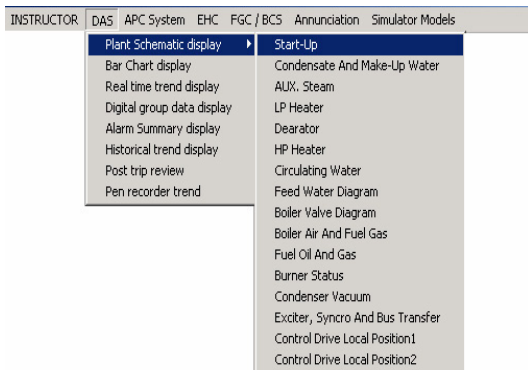 INSTRUCTOR DAS APC System EHC FGC / BCS Annunciation Simulator Models
Plant Schematic display
Bar Chart display
Real time trend display
Digital group data display
Alarm Summary display
Historical trend display
Post trip review
Pen recorder trend
Start-Up
Condensate And Make-Up Water
AUX. Steam
LP Heater
Dearator
HP Heater
Circulating Water
Feed Water Diagram
Boiler Valve Diagram
Boiler Air And Fuel Gas
Fuel Oil And Gas
Burner Status
Condenser Vacuum
Exciter, Syncro And Bus Transfer
Control Drive Local Position1
Control Drive Local Position2